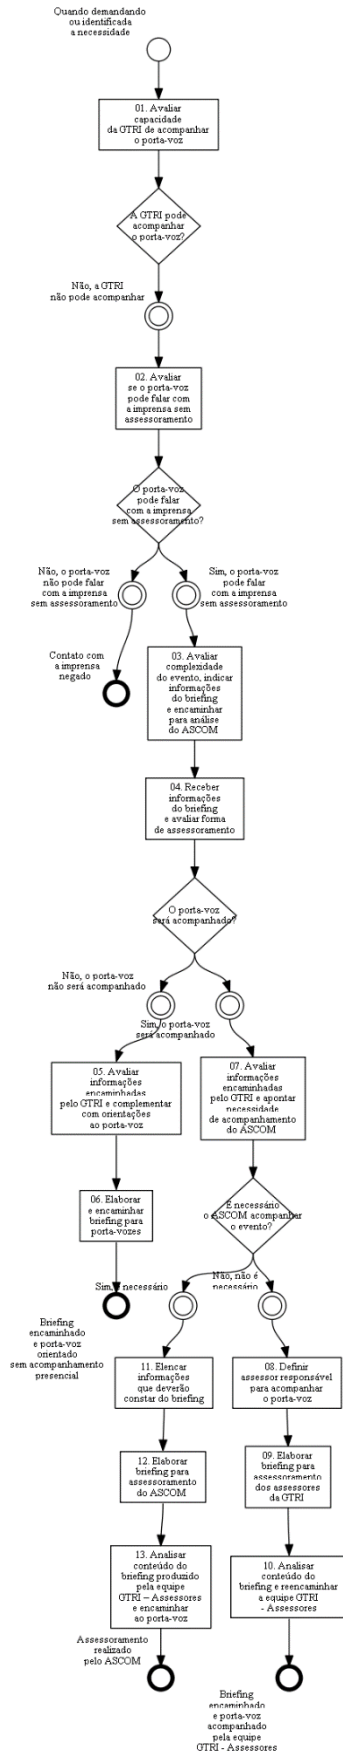 Quando demandando
ou identificada
a necessidade
01. Avaliar
capacidade
da GTRI de acompanhar
o porta-voz
A GTRI pode
acompanhar
o porta-voz?
Não, a GTRI
não pode acompanhar
02. Avaliar
se o porta-voz
pode falar com
a imprensa sem
assessoramento
O porta-voz
pode falar
com a imprensa
sem assessoramento?
Não, o porta-voz
não pode falar
com a imprensa
sem assessoramento
Sim, o porta-voz
pode falar
com a imprensa
sem assessoramento
Contato com
a imprensa
negado
03. Avaliar
complexidade
do evento, indicar
informações
do briefing
e encaminhar
para análise
do ASCOM
04. Receber
informações
do briefing
e avaliar forma
de assessoramento
O porta-voz
será acompanhado?
Não, o porta-voz
não será acompanhado
Sim, o porta-voz
será acompanhado
05. Avaliar
informações
encaminhadas
pelo GTRI e complementar
com orientações
ao porta-voz
07. Avaliar
informações
encaminhadas
pelo GTRI e apontar
necessidade
de acompanhamento
do ASCOM
06. Elaborar
e encaminhar
briefing para
porta-vozes
É necessário
o ASCOM acompanhar
o evento?
Sim, é necessário
Não, não é
necessário
Briefing
encaminhado
e porta-voz
orientado
sem acompanhamento
presencial
11. Elencar
informações
que deverão
constar do briefing
08. Definir
assessor responsável
para acompanhar
o porta-voz
12. Elaborar
briefing para
assessoramento
do ASCOM
09. Elaborar
briefing para
assessoramento
dos assessores
da GTRI
13. Analisar
conteúdo do
briefing produzido
pela equipe
GTRI – Assessores
e encaminhar
ao porta-voz
10. Analisar
conteúdo do
briefing e reencaminhar
a equipe GTRI
- Assessores
Assessoramento
realizado
pelo ASCOM
Briefing
encaminhado
e porta-voz
acompanhado
pela equipe
GTRI - Assessores